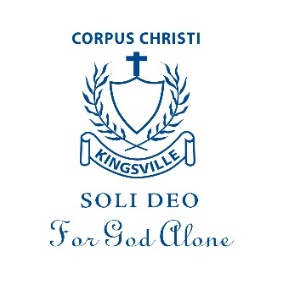 CORPUS CHRISTI
KINGSVILLE
SOLI DEO
For God Alone